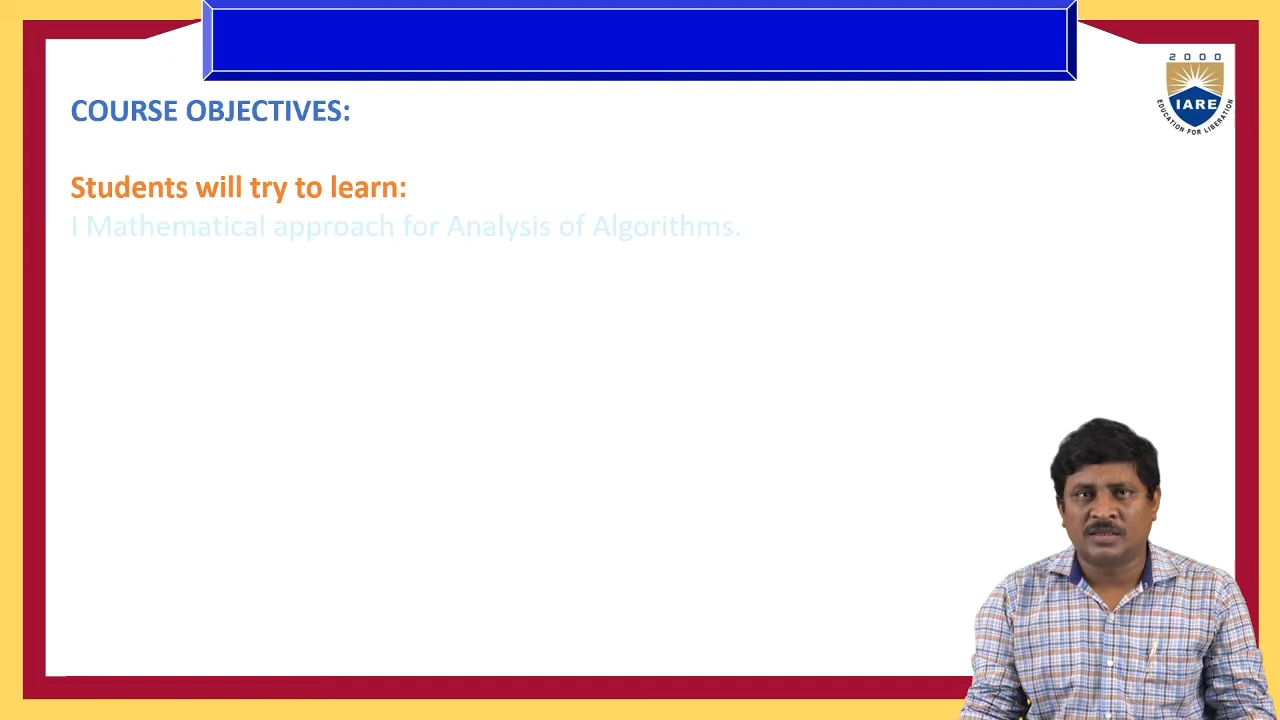 COURSE OBJECTIVES:
2000
IARE
EDUCATION FOR LIBERATION
Students will try to learn:
I Mathematical approach for Analysis of Algorithms.